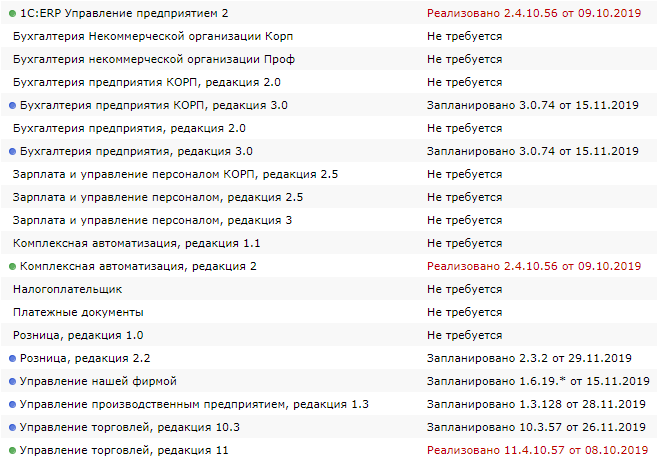 1С:ERP Управление предприятием 2 Реализовано 2.4.10.56 от 09.10.2019
Бухгалтерия Некоммерческой организации Корп Не требуется
Бухгалтерия некоммерческой организации Проф Не требуется
Бухгалтерия предприятия КОРП, редакция 2.0 Не требуется
Бухгалтерия предприятия КОРП, редакция 3.0 Запланировано 3.0.74 от 15.11.2019
Бухгалтерия предприятия, редакция 2.0 Не требуется
Бухгалтерия предприятия, редакция 3.0 Запланировано 3.0.74 от 15.11.2019
Зарплата и управление персоналом КОРП, редакция 2.5 Не требуется
Зарплата и управление персоналом, редакция 2.5 Не требуется
Зарплата и управление персоналом, редакция 3 Не требуется
Комплексная автоматизация, редакция 1.1 Не требуется
Комплексная автоматизация, редакция 2 Реализовано 2.4.10.56 от 09.10.2019
Налогоплательщик Не требуется
Платежные документы Не требуется
Розница, редакция 1.0 Не требуется
Розница, редакция 2.2 Запланировано 2.3.2 от 29.11.2019
Управление нашей фирмой Запланировано 1.6.19.* от 15.11.2019
Управление производственным предприятием, редакция 1.3 Запланировано 1.3.128 от 28.11.2019
Управление торговлей, редакция 10.3 Запланировано 10.3.57 от 26.11.2019
Управление торговлей, редакция 11 Реализовано 11.4.10.57 от 08.10.2019